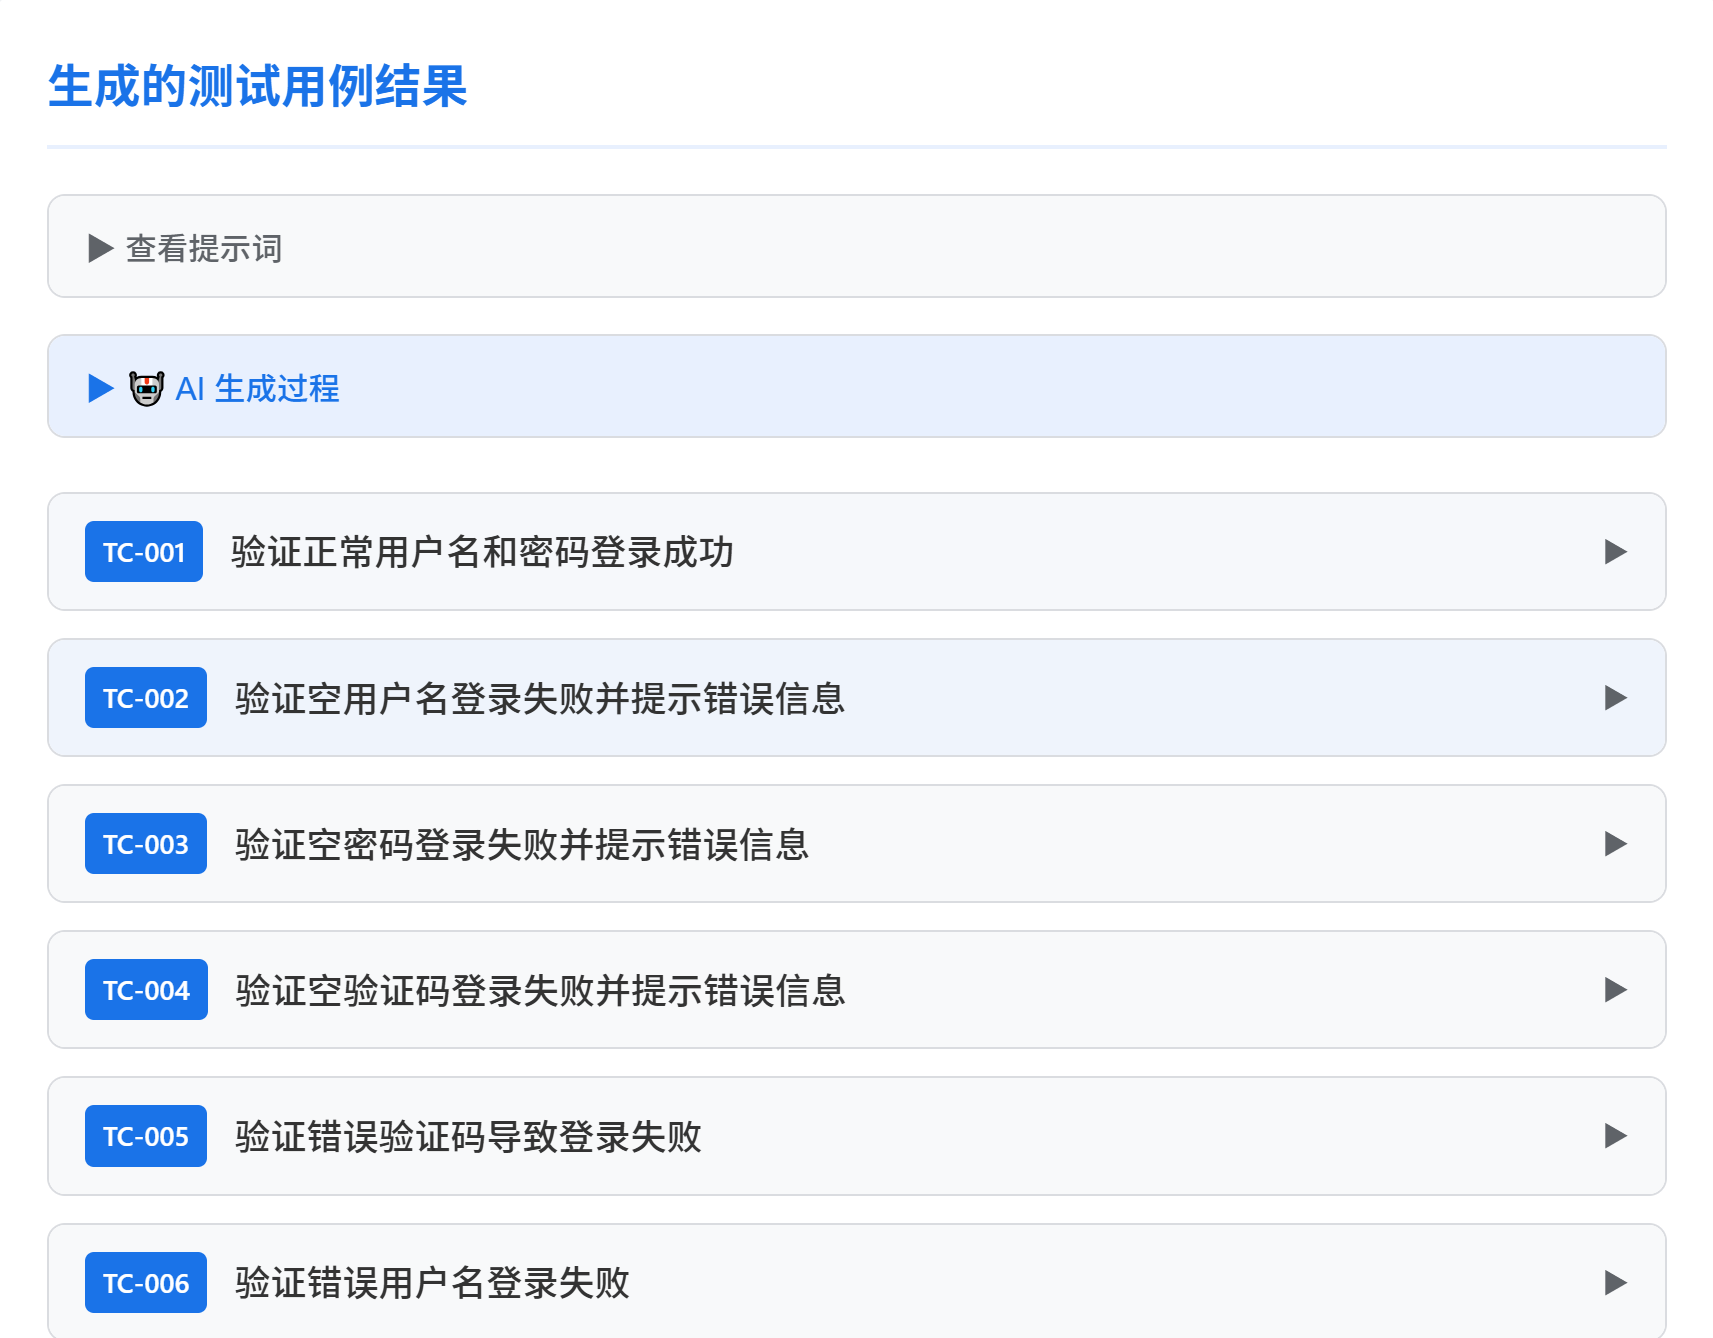 生成的测试用例结果
▶ 查看提示词
▶ 🤖 AI 生成过程
TC-001 验证正常用户名和密码登录成功 ▶
TC-002 验证空用户名登录失败并提示错误信息 ▶
TC-003 验证空密码登录失败并提示错误信息 ▶
TC-004 验证空验证码登录失败并提示错误信息 ▶
TC-005 验证错误验证码导致登录失败 ▶
TC-006 验证错误用户名登录失败 ▶